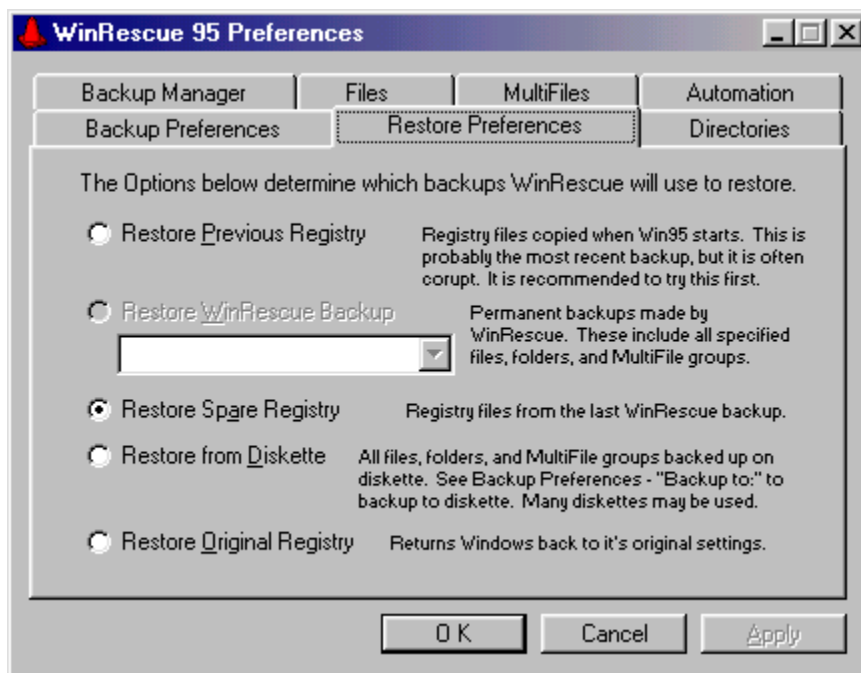 WinRescue 95 Preferences
Backup Manager
Files
MultiFiles
Automation
Backup Preferences
Restore Preferences
Directories
The Options below determine which backups WinRescue will use to restore.
Restore Previous Registry
Registry files copied when Win95 starts.  This is
probably the most recent backup, but it is often
corupt.  It is recommended to try this first.
Restore WinRescue Backup
Permanent backups made by
WinRescue.  These include all specified
files, folders, and MultiFile groups.
Restore Spare Registry
Registry files from the last WinRescue backup.
Restore from Diskette
All files, folders, and MultiFile groups backed up on
diskette.  See Backup Preferences - "Backup to:" to
backup to diskette.  Many diskettes may be used.
Restore Original Registry
Returns Windows back to it's original settings.
OK
Cancel
Apply